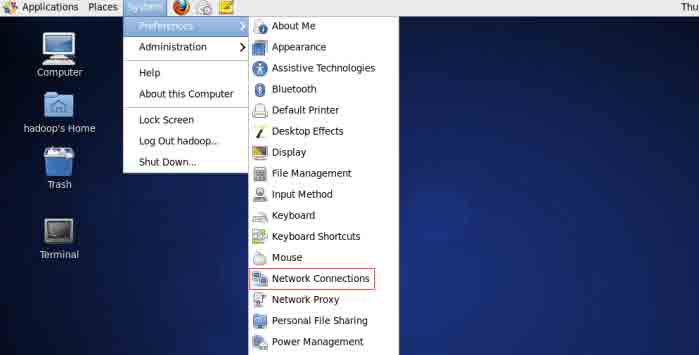 Applications Places System Thu
Preferences
Administration
Help
About this Computer
Lock Screen
Log Out hadoop...
Shut Down...
About Me
Appearance
Assistive Technologies
Bluetooth
Default Printer
Desktop Effects
Display
File Management
Input Method
Keyboard
Keyboard Shortcuts
Mouse
Network Connections
Network Proxy
Personal File Sharing
Power Management
Computer
hadoop's Home
Trash
Terminal